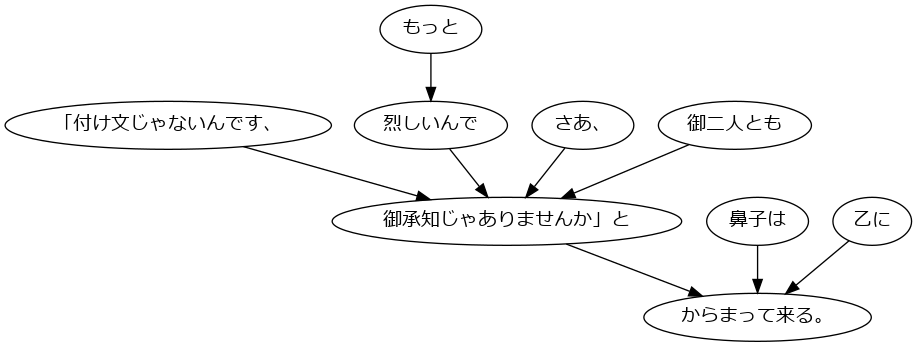 もっと
「付け文じゃないんです、
烈しいんで
さあ、
御二人とも
御承知じゃありませんか」と
鼻子は
乙に
からまって来る。